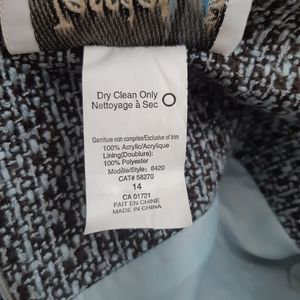 Dry Clean Only
Nettoyage à Sec
Garniture non comprise/Exclusive of trim
100% Acrylic/Acrylique
Lining(Doublure):
100% Polyester
Modèle/Style: 8420
CAT# 58270
14
CA 01721
FAIT EN CHINE
MADE IN CHINA